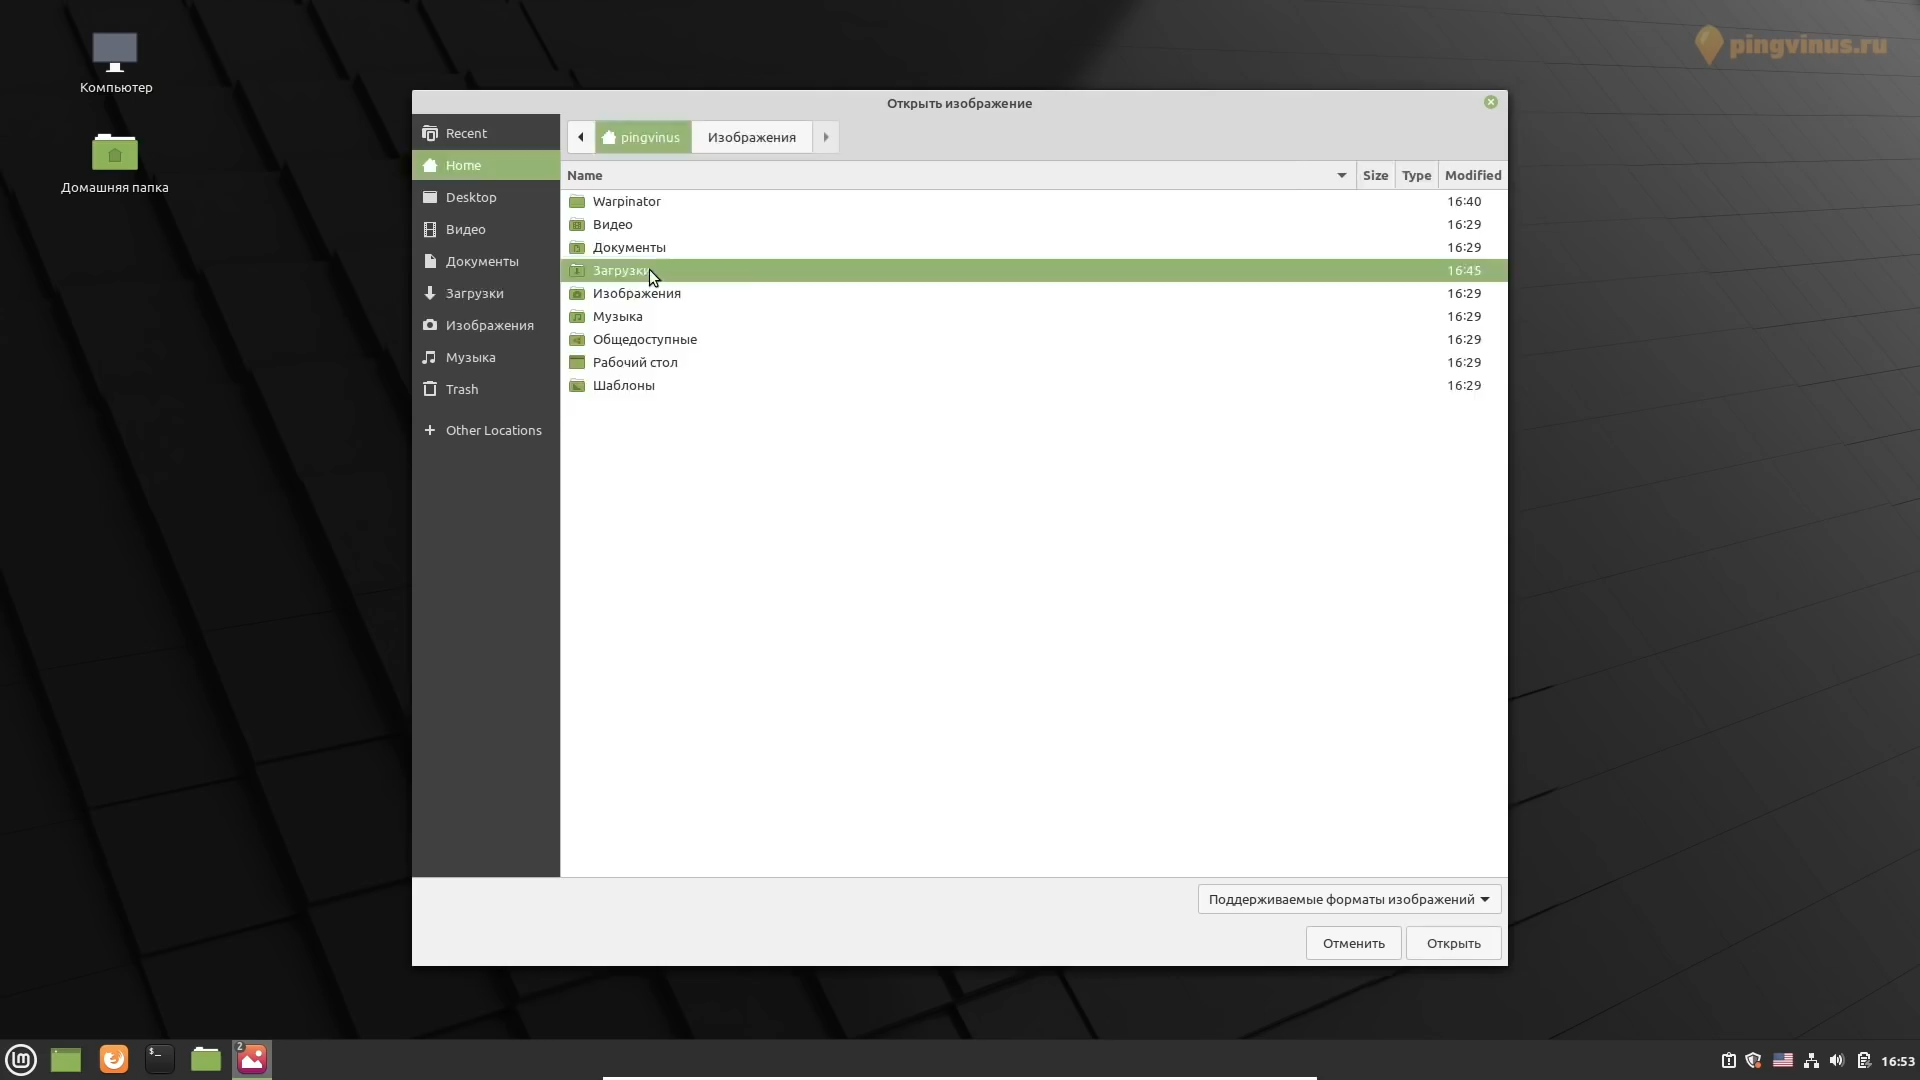 pingvinus.ru
Компьютер
Домашняя папка
Открыть изображение
Recent
Home
Desktop
Видео
Документы
Загрузки
Изображения
Музыка
Trash
Other Locations
pingvinus Изображения
Name Size Type Modified
Warpinator 16:40
Видео 16:29
Документы 16:29
Загрузки 16:45
Изображения 16:29
Музыка 16:29
Общедоступные 16:29
Рабочий стол 16:29
Шаблоны 16:29
Поддерживаемые форматы изображений
Отменить Открыть
lm $_ 2 16:53